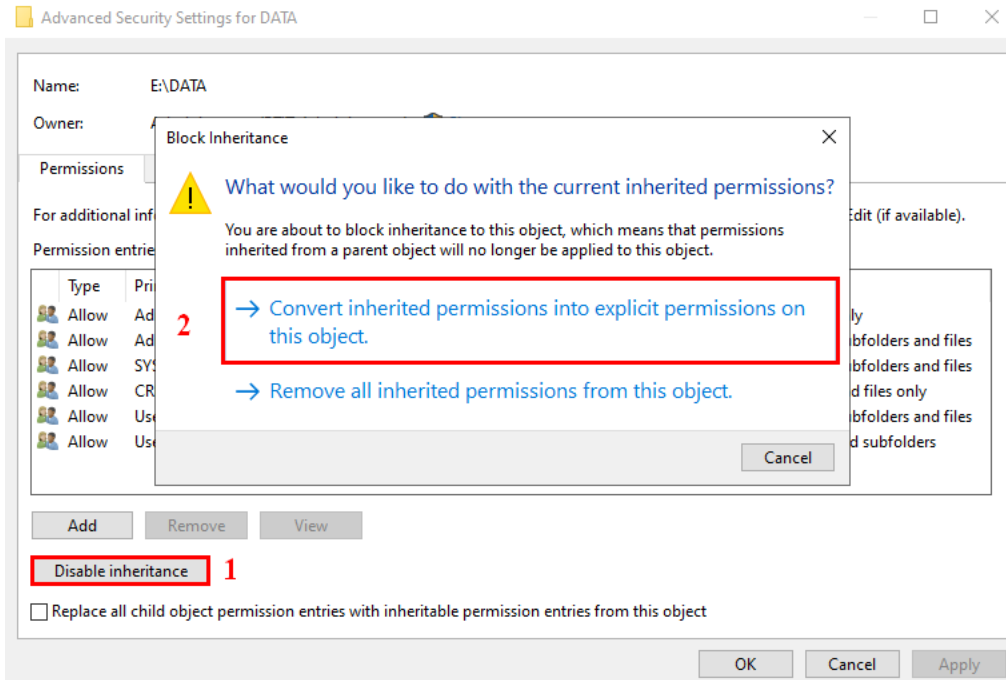 Advanced Security Settings for DATA
Name: E:\DATA
Owner:
Block Inheritance
Permissions
What would you like to do with the current inherited permissions?
For additional
Edit (if available).
You are about to block inheritance to this object, which means that permissions
inherited from a parent object will no longer be applied to this object.
Permission entrie
Type Pri
Allow Ad ly
Allow Ad bfolders and files
Allow SYS bfolders and files
Allow CR d files only
Allow Use bfolders and files
Allow Use d subfolders
2
Convert inherited permissions into explicit permissions on
this object.
Remove all inherited permissions from this object.
Cancel
Add Remove View
Disable inheritance 1
Replace all child object permission entries with inheritable permission entries from this object
OK Cancel Apply